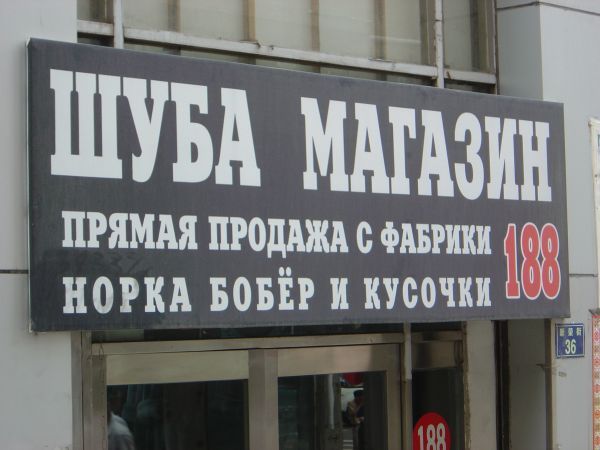 ШУБА МАГАЗИН
ПРЯМАЯ ПРОДАЖА С ФАБРИКИ 188
НОРКА БОБЁР И КУСОЧКИ
36
188